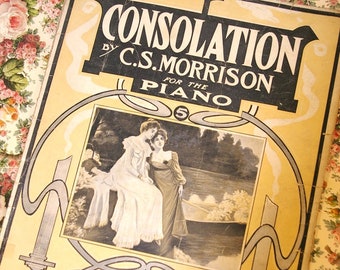 CONSOLATION
BY C.S. MORRISON
FOR THE
PIANO
5